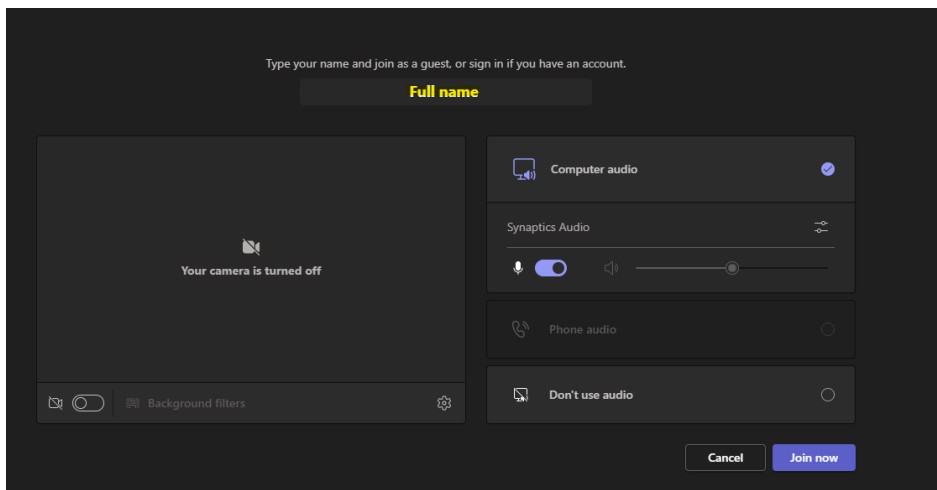 Type your name and join as a guest, or sign in if you have an account.
Full name
Your camera is turned off
Background filters
Computer audio
Synaptics Audio
Phone audio
Don't use audio
Cancel
Join now